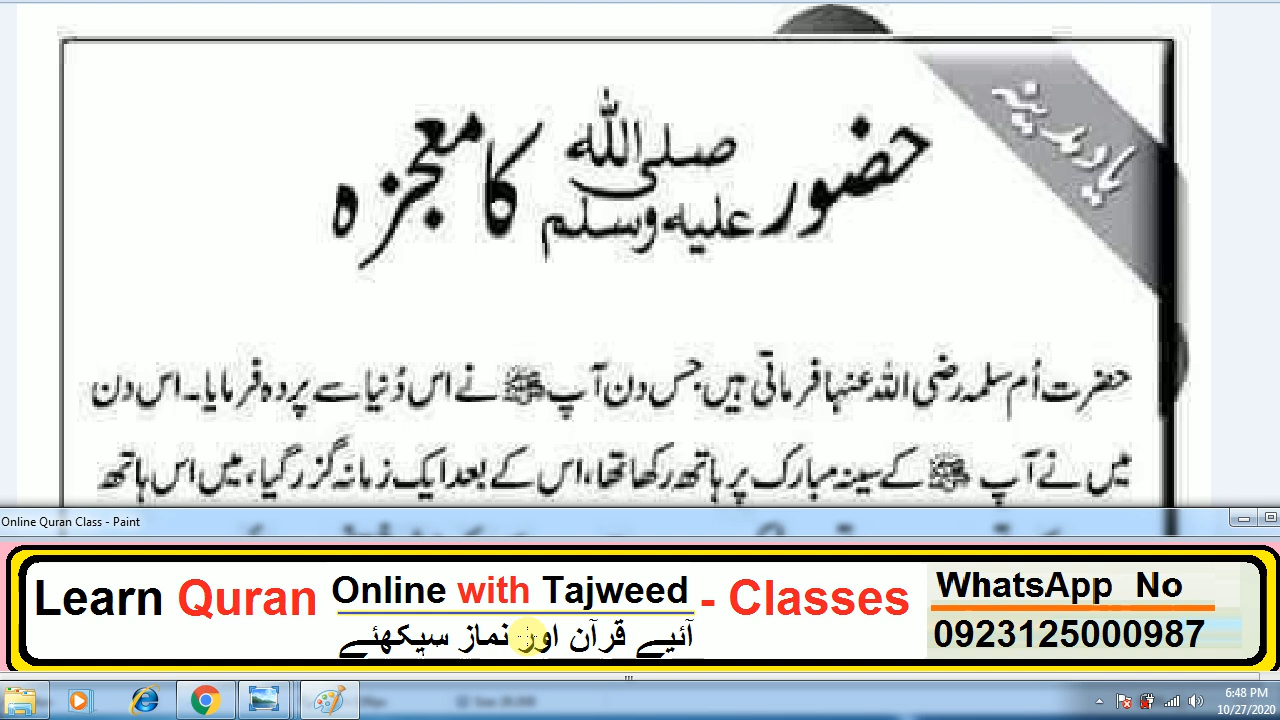 یادِ مدینہ
حضور صلی اللہ علیہ وسلم کا معجزہ
حضرت اُم سلمہ رضی اللہ عنہا فرماتی ہیں جس دن آپ ﷺ نے اس دُنیا سے پردہ فرمایا۔ اس دن
میں نے آپ ﷺ کے سینہ مبارک پر ہاتھ رکھا تھا، اس کے بعد ایک زمانہ گزر گیا، میں اس ہاتھ
Online Quran Class - Paint
Learn Quran Online with Tajweed - Classes
آئیے قرآن اور نماز سیکھئے
WhatsApp No
0923125000987
6:48 PM
10/27/2020